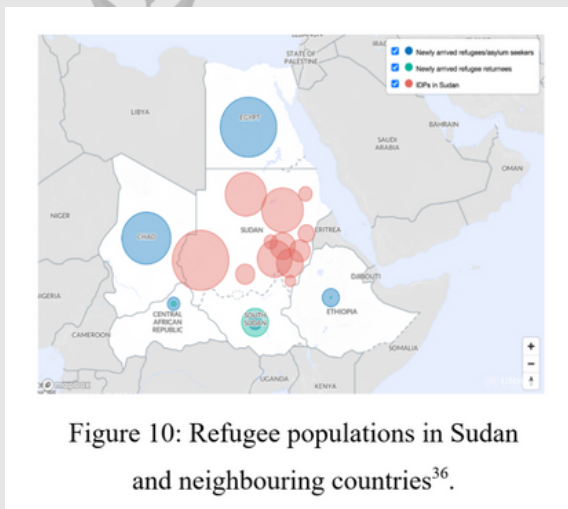 STATE OF
PALESTINE
Newly arrived refugees/asylum seekers
Newly arrived refugee returnees
IDPs in Sudan
EGYPT
LIBYA
SAUDI
ARABIA
BAHRAIN
OMAN
NIGER
CHAD
SUDAN
ERITREA
DJIBOUTI
NIGERIA
CENTRAL
AFRICAN
REPUBLIC
SOUTH
SUDAN
ETHIOPIA
CAMEROON
SOMALIA
UGANDA
KENYA
mapbox
+
−
Figure 10: Refugee populations in Sudan
and neighbouring countries³⁶.